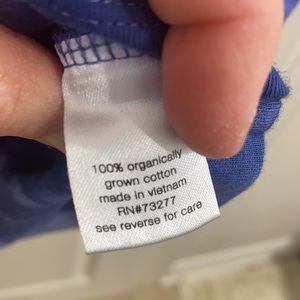 100% organically
grown cotton
made in vietnam
RN#73277
see reverse for care